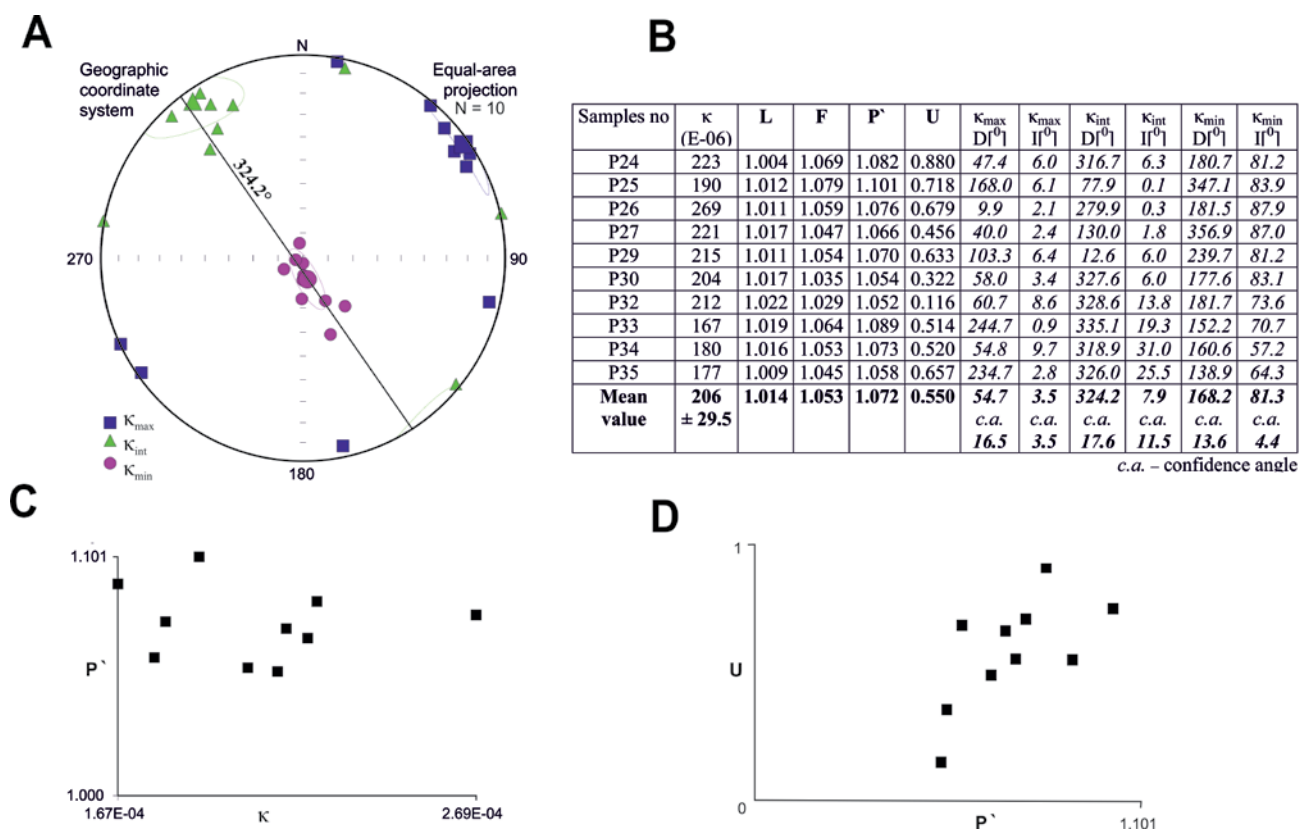 A
N
Geographic
coordinate
system
Equal-area
projection
N = 10
324.2°
270
90
180
κmax
κint
κmin
B
Samples no κ (E-06) L F P` U κmax D[⁰] κmax I[⁰] κint D[⁰] κint I[⁰] κmin D[⁰] κmin I[⁰]
P24 223 1.004 1.069 1.082 0.880 47.4 6.0 316.7 6.3 180.7 81.2
P25 190 1.012 1.079 1.101 0.718 168.0 6.1 77.9 0.1 347.1 83.9
P26 269 1.011 1.059 1.076 0.679 9.9 2.1 279.9 0.3 181.5 87.9
P27 221 1.017 1.047 1.066 0.456 40.0 2.4 130.0 1.8 356.9 87.0
P29 215 1.011 1.054 1.070 0.633 103.3 6.4 12.6 6.0 239.7 81.2
P30 204 1.017 1.035 1.054 0.322 58.0 3.4 327.6 6.0 177.6 83.1
P32 212 1.022 1.029 1.052 0.116 60.7 8.6 328.6 13.8 181.7 73.6
P33 167 1.019 1.064 1.089 0.514 244.7 0.9 335.1 19.3 152.2 70.7
P34 180 1.016 1.053 1.073 0.520 54.8 9.7 318.9 31.0 160.6 57.2
P35 177 1.009 1.045 1.058 0.657 234.7 2.8 326.0 25.5 138.9 64.3
Mean 206 1.014 1.053 1.072 0.550 54.7 3.5 324.2 7.9 168.2 81.3
value ± 29.5 c.a. c.a. c.a. c.a. c.a. c.a.
16.5 3.5 17.6 11.5 13.6 4.4
c.a. – confidence angle
C
1.101
P`
1.000
1.67E-04
κ
2.69E-04
D
1
U
0
P`
1.101